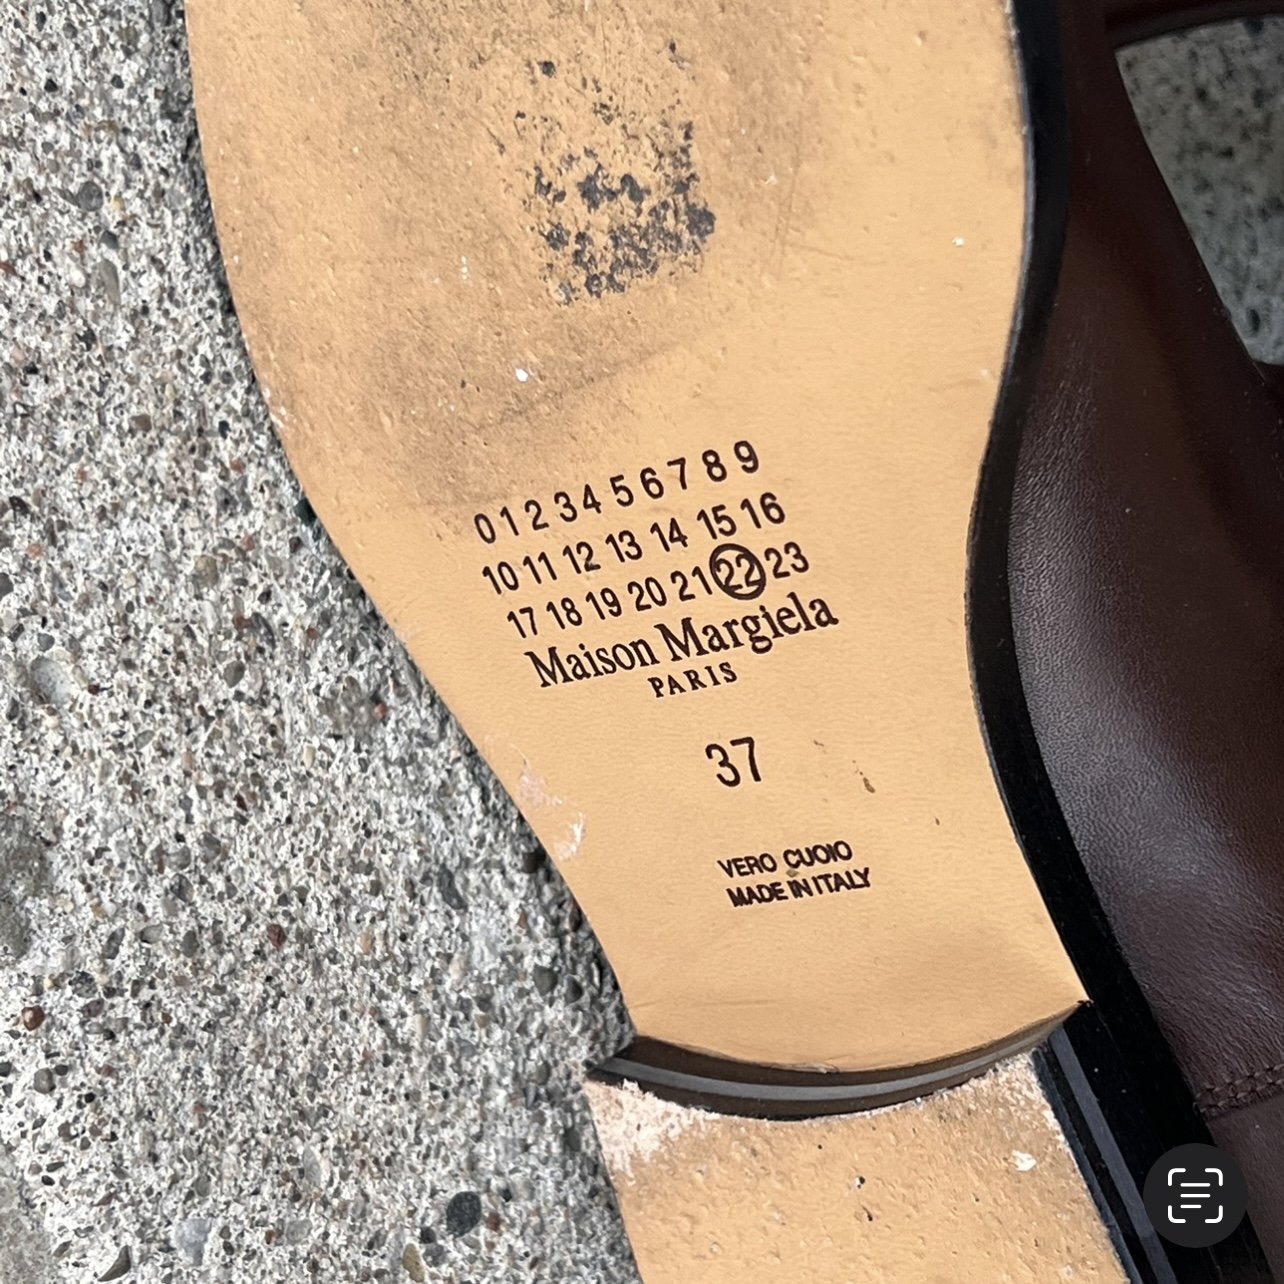 0 1 2 3 4 5 6 7 8 9
10 11 12 13 14 15 16
17 18 19 20 21 22 23
Maison Margiela
PARIS
37
VERO CUOIO
MADE IN ITALY